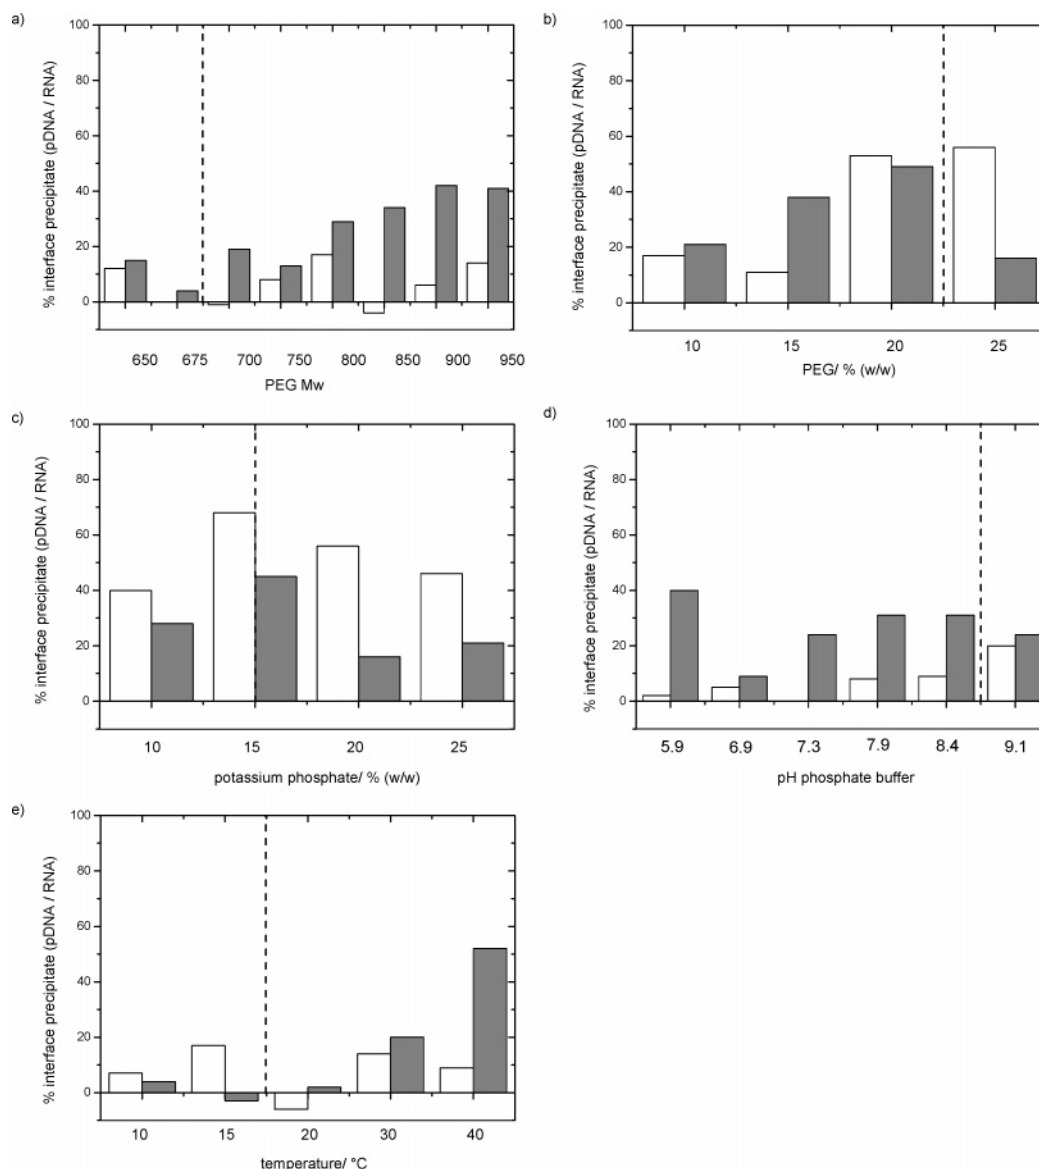 a)
% interface precipitate (pDNA / RNA)
100
80
60
40
20
0
650 675 700 750 800 850 900 950
PEG Mw
b)
% interface precipitate (pDNA / RNA)
100
80
60
40
20
0
10 15 20 25
PEG/ % (w/w)
c)
% interface precipitate (pDNA / RNA)
100
80
60
40
20
0
10 15 20 25
potassium phosphate/ % (w/w)
d)
% interface precipitate (pDNA / RNA)
100
80
60
40
20
0
5.9 6.9 7.3 7.9 8.4 9.1
pH phosphate buffer
e)
% interface precipitate (pDNA / RNA)
100
80
60
40
20
0
10 15 20 30 40
temperature/ °C